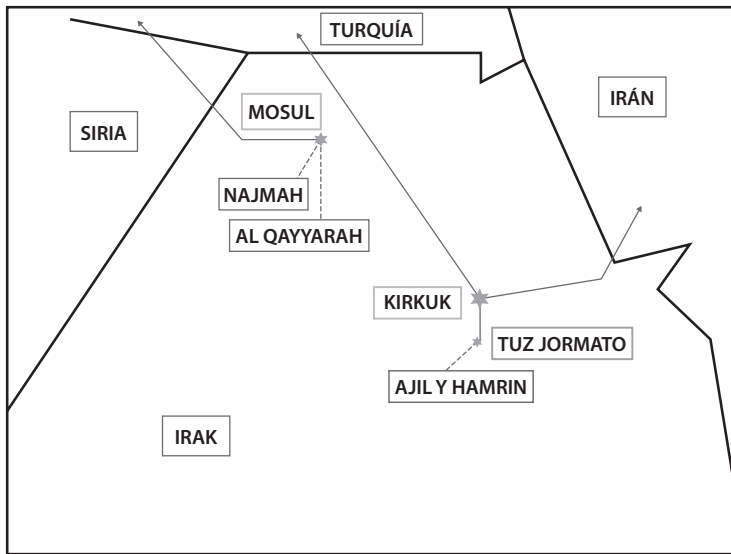 TURQUÍA
IRÁN
SIRIA
MOSUL
NAJMAH
AL QAYYARAH
KIRKUK
TUZ JORMATO
AJIL Y HAMRIN
IRAK